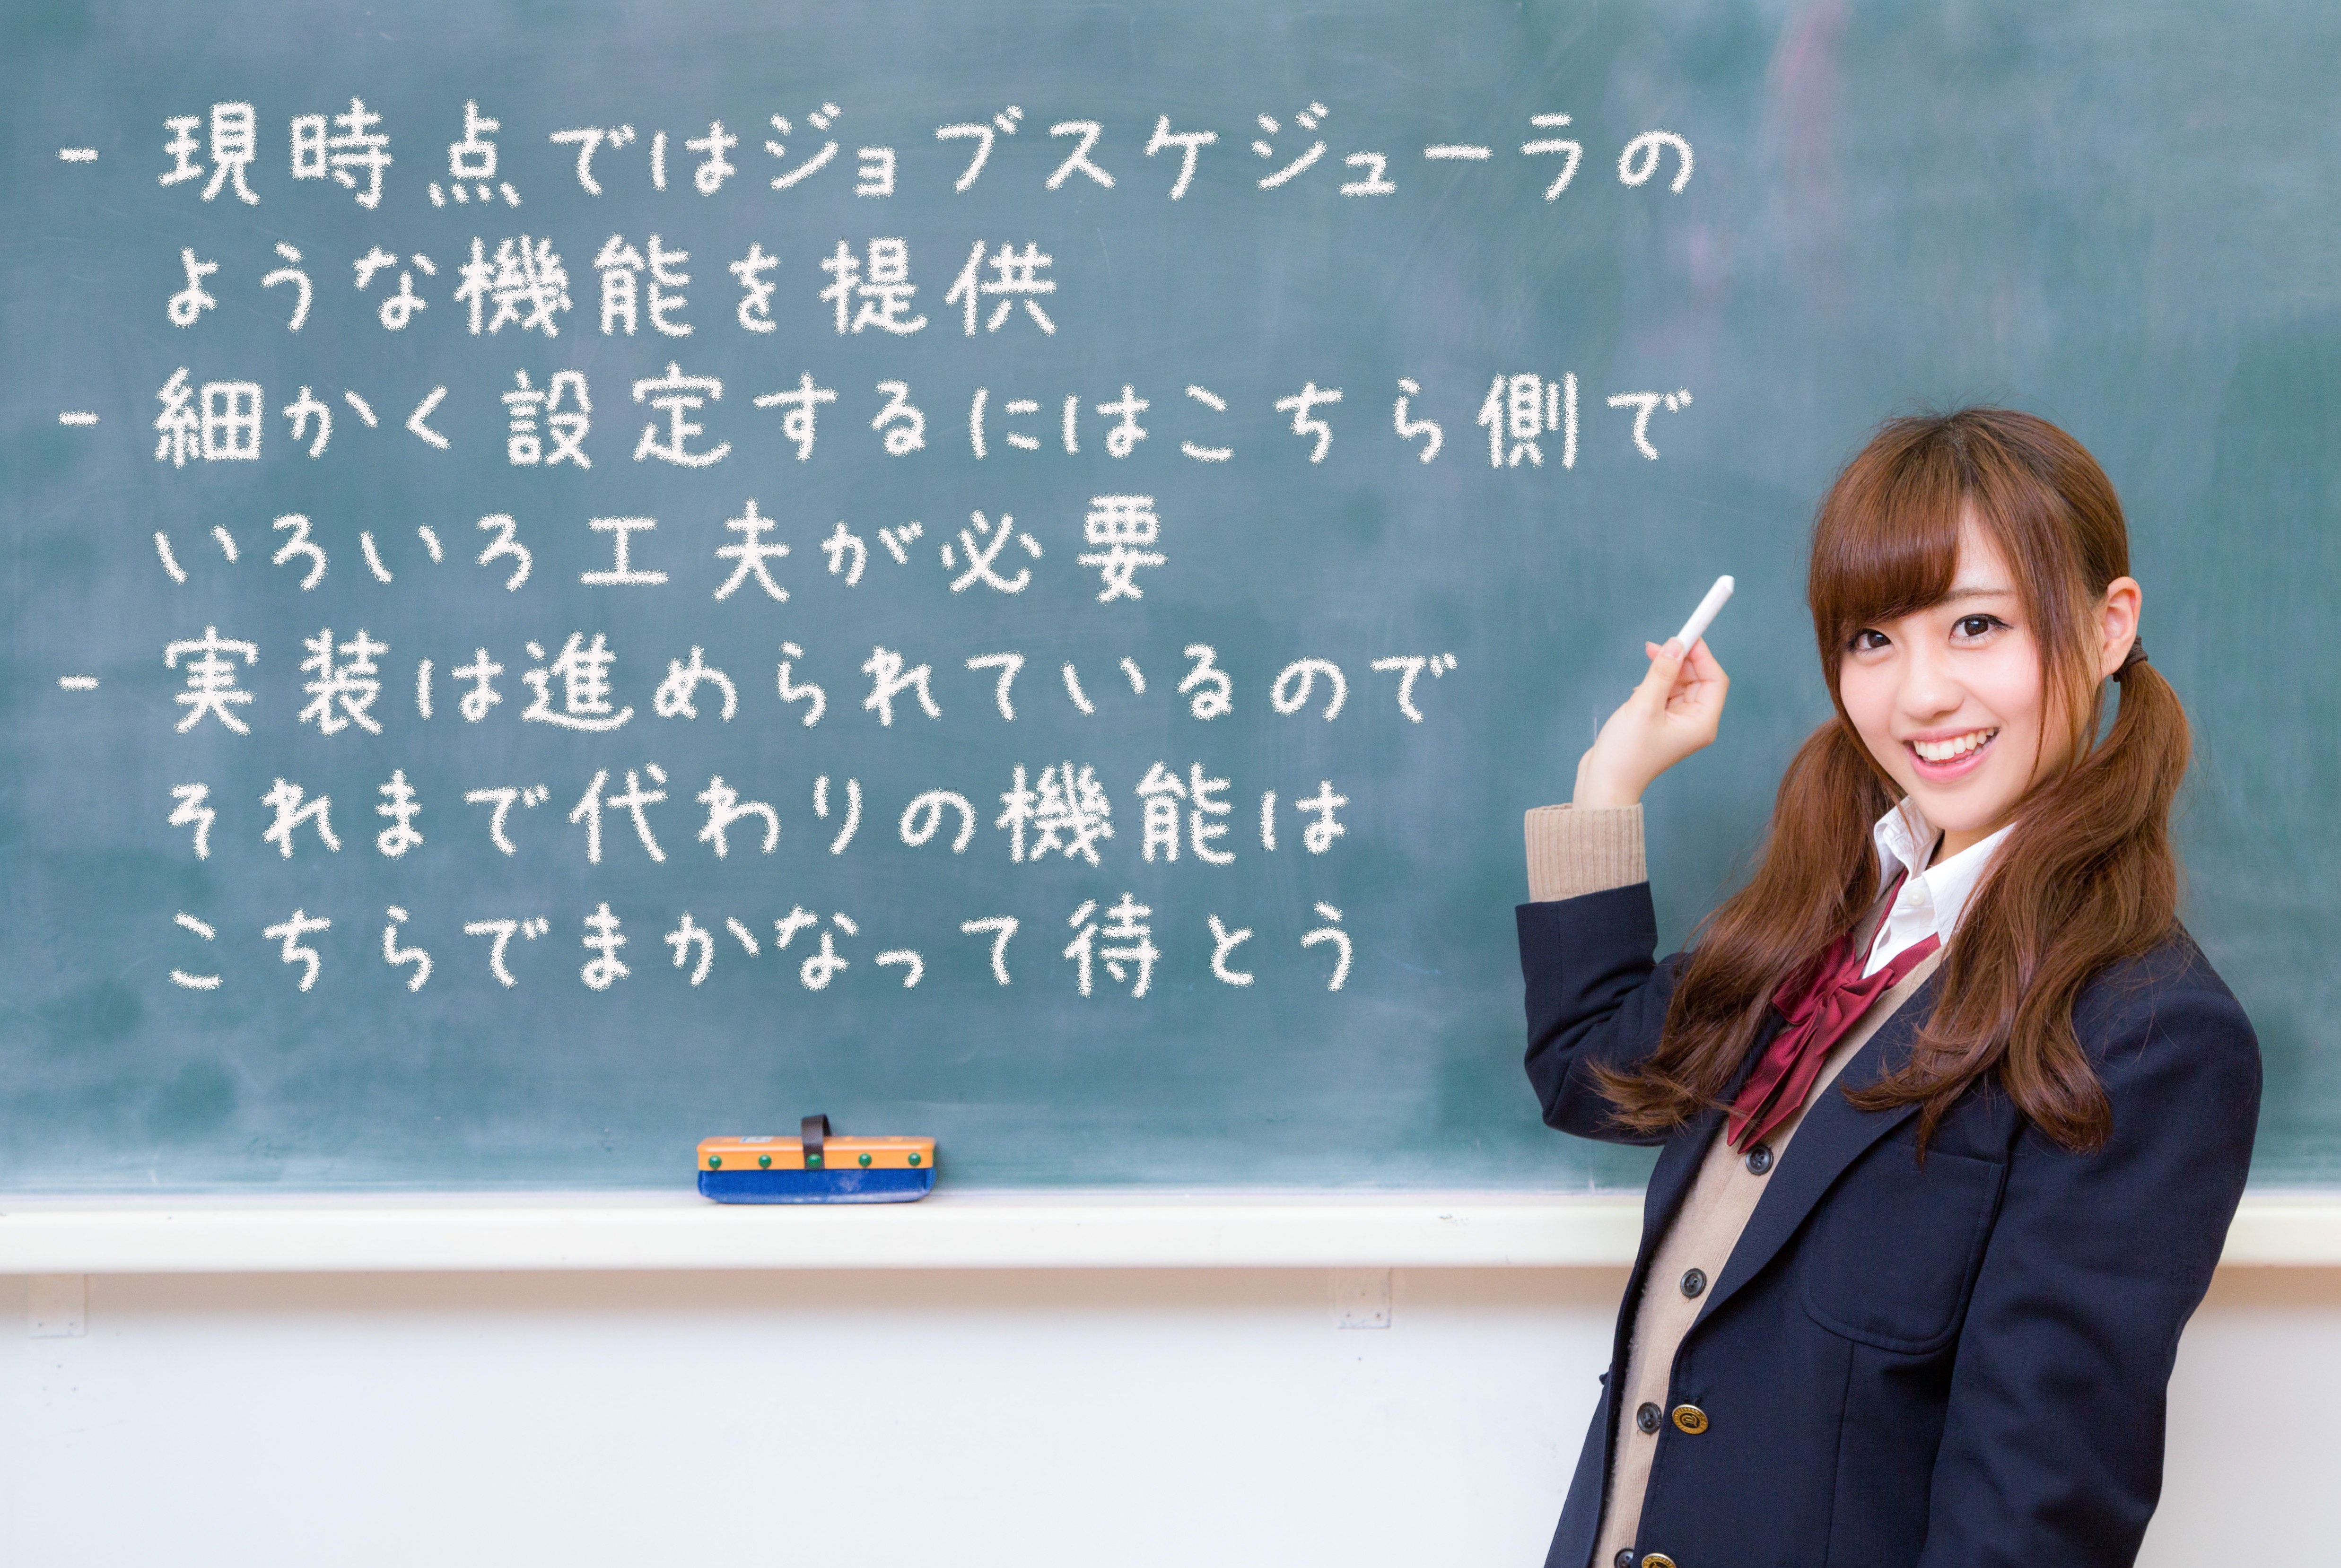 - 現時点ではジョブスケジューラの
ような機能を提供
- 細かく設定するにはこちら側で
いろいろ工夫が必要
- 実装は進められているので
それまで代わりの機能は
こちらでまかなって待とう